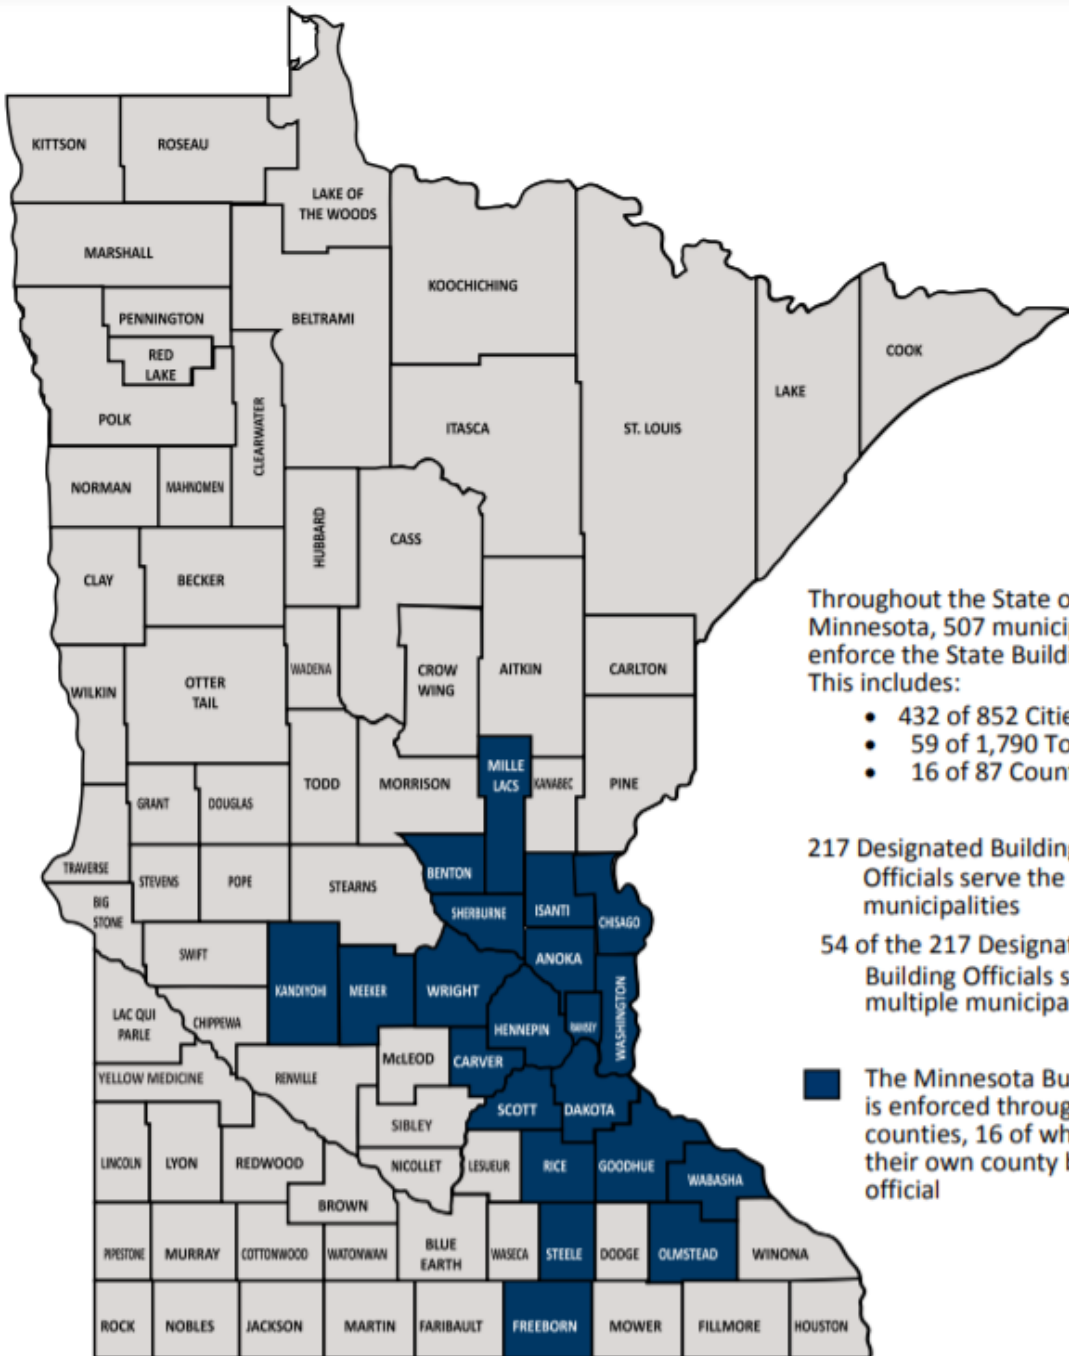 KITTSON
ROSEAU
LAKE OF
THE WOODS
MARSHALL
KOOCHICHING
PENNINGTON
BELTRAMI
RED
LAKE
COOK
LAKE
POLK
CLEARWATER
ITASCA
ST. LOUIS
NORMAN
MAHNOMEN
HUBBARD
CASS
CLAY
BECKER
WADENA
CROW
WING
AITKIN
CARLTON
WILKIN
OTTER
TAIL
MILLE
LACS
TODD
MORRISON
KANABEC
PINE
GRANT
DOUGLAS
TRAVERSE
STEVENS
POPE
STEARNS
BENTON
BIG
STONE
SHERBURNE
ISANTI
CHISAGO
SWIFT
ANOKA
KANDIYOHI
MEEKER
WRIGHT
WASHINGTON
LAC QUI
PARLE
CHIPPEWA
HENNEPIN
RAMSEY
McLEOD
CARVER
YELLOW MEDICINE
RENVILLE
SCOTT
DAKOTA
SIBLEY
LINCOLN
LYON
REDWOOD
NICOLLET
LESUEUR
RICE
GOODHUE
WABASHA
BROWN
PIPESTONE
MURRAY
COTTONWOOD
WATONWAN
BLUE
EARTH
WASECA
STEELE
DODGE
OLMSTEAD
WINONA
ROCK
NOBLES
JACKSON
MARTIN
FARIBAULT
FREEBORN
MOWER
FILLMORE
HOUSTON
Throughout the State o
Minnesota, 507 municip
enforce the State Buildi
This includes:
• 432 of 852 Citie
• 59 of 1,790 To
• 16 of 87 Count
217 Designated Building
Officials serve the
municipalities
54 of the 217 Designat
Building Officials s
multiple municipa
The Minnesota Bu
is enforced throug
counties, 16 of wh
their own county b
official